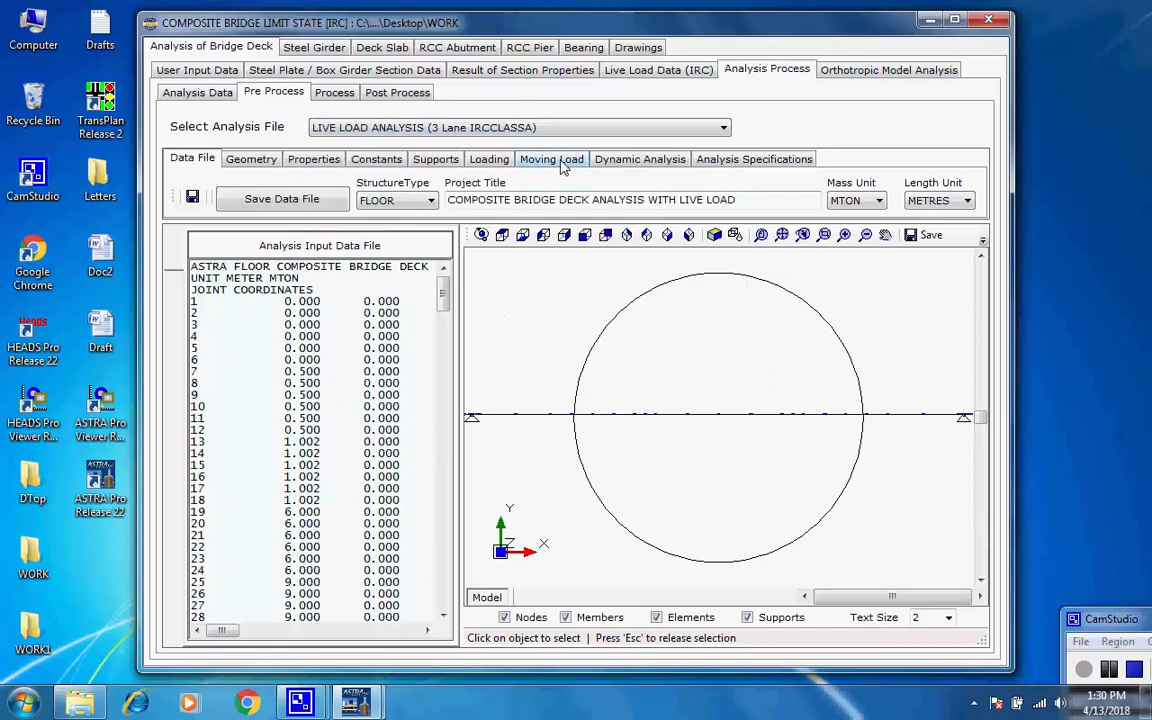 COMPOSITE BRIDGE LIMIT STATE [IRC] : C:\....\Desktop\WORK
Analysis of Bridge Deck Steel Girder Deck Slab RCC Abutment RCC Pier Bearing Drawings
User Input Data Steel Plate / Box Girder Section Data Result of Section Properties Live Load Data (IRC) Analysis Process Orthotropic Model Analysis
Analysis Data Pre Process Process Post Process
Select Analysis File LIVE LOAD ANALYSIS (3 Lane IRCCLASSA)
Data File Geometry Properties Constants Supports Loading Moving Load Dynamic Analysis Analysis Specifications
StructureType Project Title Mass Unit Length Unit
Save Data File FLOOR COMPOSITE BRIDGE DECK ANALYSIS WITH LIVE LOAD MTON METRES
Analysis Input Data File
Save
ASTRA FLOOR COMPOSITE BRIDGE DECK
UNIT METER MTON
JOINT COORDINATES
1 0.000 0.000
2 0.000 0.000
3 0.000 0.000
4 0.000 0.000
5 0.000 0.000
6 0.000 0.000
7 0.500 0.000
8 0.500 0.000
9 0.500 0.000
10 0.500 0.000
11 0.500 0.000
12 0.500 0.000
13 1.002 0.000
14 1.002 0.000
15 1.002 0.000
16 1.002 0.000
17 1.002 0.000
18 1.002 0.000
19 6.000 0.000
20 6.000 0.000
21 6.000 0.000
22 6.000 0.000
23 6.000 0.000
24 6.000 0.000
25 9.000 0.000
26 9.000 0.000
27 9.000 0.000
28 9.000 0.000
Y
Z X
Model
Nodes Members Elements Supports Text Size 2
Click on object to select | Press 'Esc' to release selection
Computer
Drafts
Recycle Bin
TransPlan Release 2
CamStudio
Letters
Google Chrome
Doc2
HEADS Pro Release 22
Draft
HEADS Pro Viewer R...
ASTRA Pro Viewer R...
DTop
ASTRA Pro Release 22
WORK
WORK1
CamStudio
File Region
1:30 PM
4/13/2018